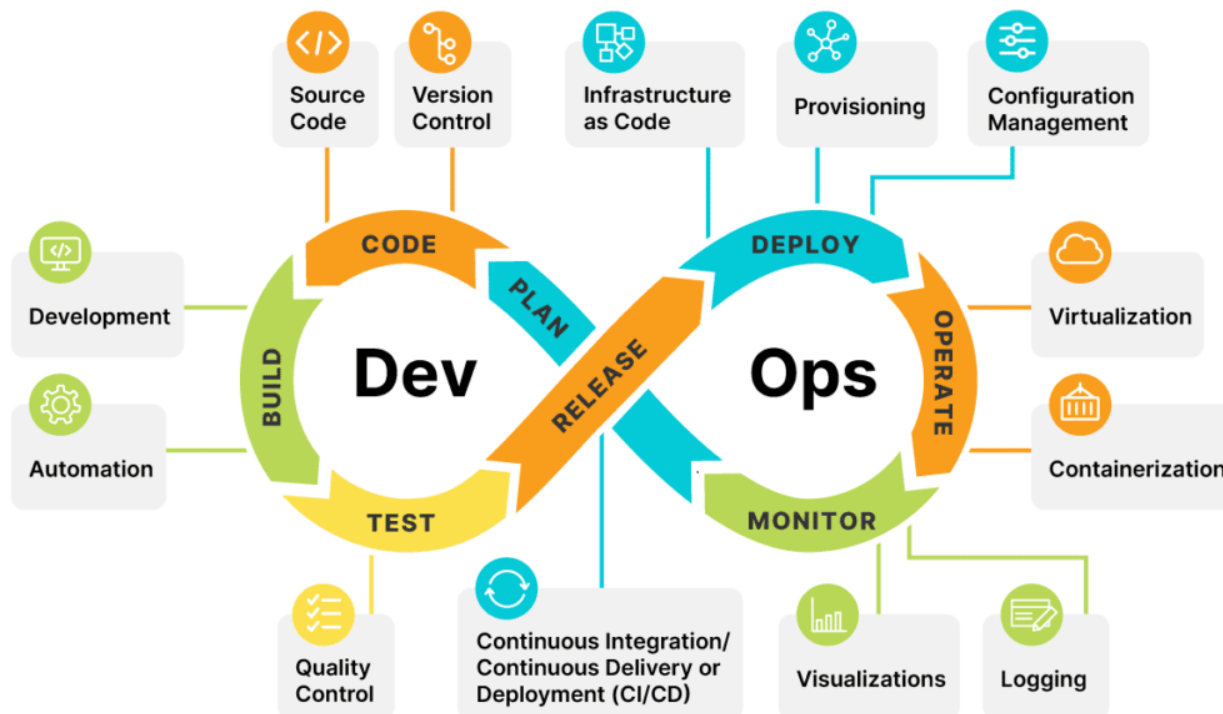 Source
Code
Version
Control
Infrastructure
as Code
Provisioning
Configuration
Management
CODE
DEPLOY
PLAN
Development
Virtualization
BUILD
Dev
RELEASE
Ops
OPERATE
Automation
Containerization
TEST
MONITOR
Quality
Control
Continuous Integration/
Continuous Delivery or
Deployment (CI/CD)
Visualizations
Logging